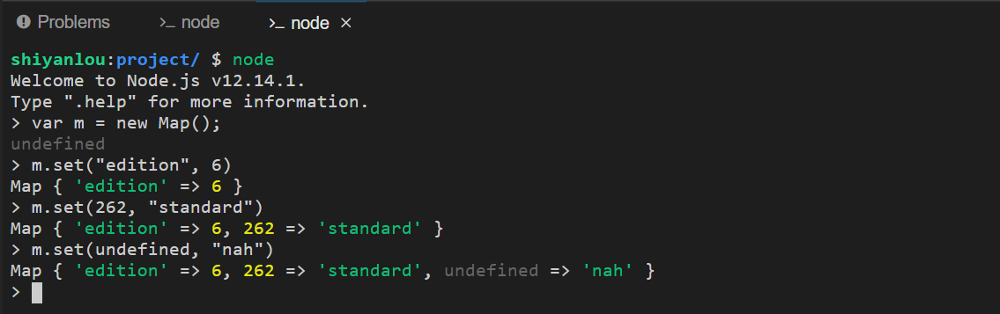 Problems node node ×
shiyanlou:project/ $ node
Welcome to Node.js v12.14.1.
Type ".help" for more information.
> var m = new Map();
undefined
> m.set("edition", 6)
Map { 'edition' => 6 }
> m.set(262, "standard")
Map { 'edition' => 6, 262 => 'standard' }
> m.set(undefined, "nah")
Map { 'edition' => 6, 262 => 'standard', undefined => 'nah' }
>